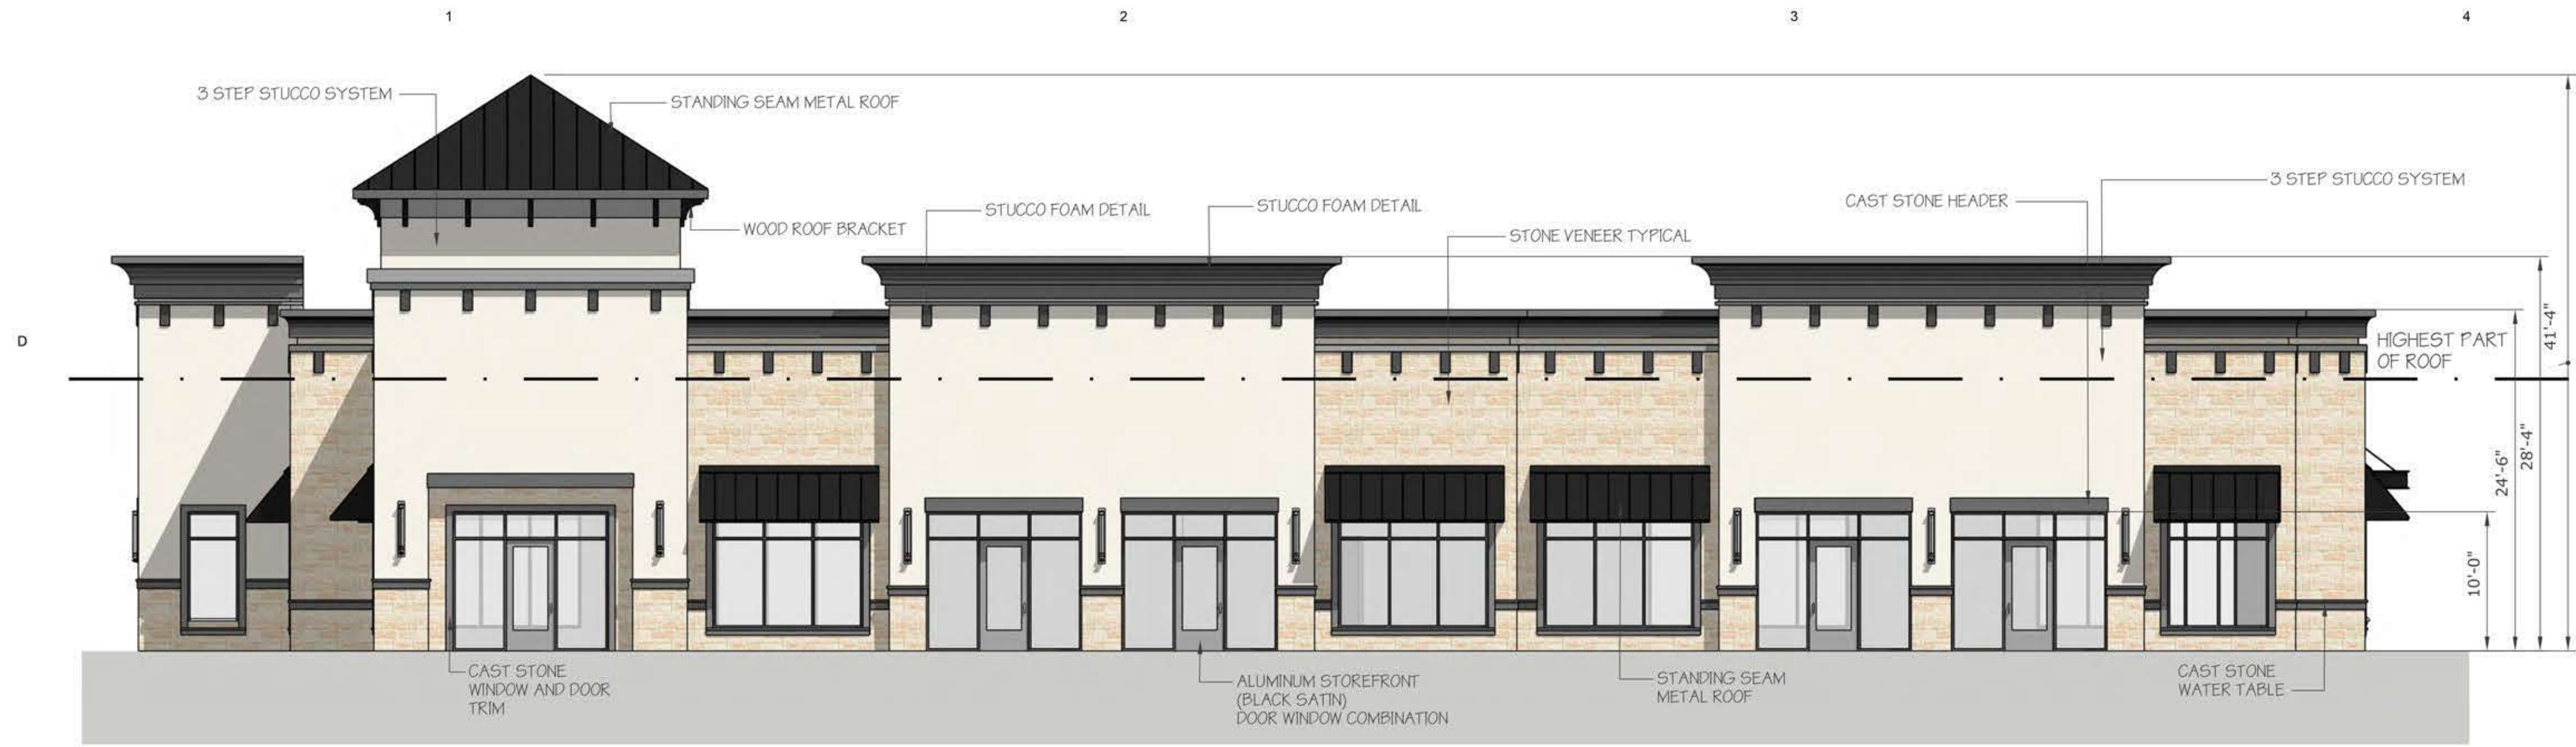 1
2
3
4
3 STEP STUCCO SYSTEM
STANDING SEAM METAL ROOF
WOOD ROOF BRACKET
STUCCO FOAM DETAIL
STUCCO FOAM DETAIL
STONE VENEER TYPICAL
CAST STONE HEADER
3 STEP STUCCO SYSTEM
D
HIGHEST PART
OF ROOF
41'-4"
28'-4"
24'-6"
10'-0"
CAST STONE
WINDOW AND DOOR
TRIM
ALUMINUM STOREFRONT
(BLACK SATIN)
DOOR WINDOW COMBINATION
STANDING SEAM
METAL ROOF
CAST STONE
WATER TABLE